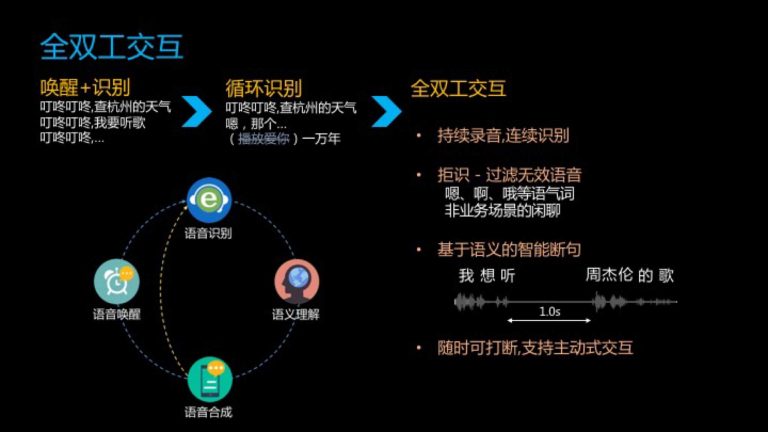 全双工交互
唤醒+识别
叮咚叮咚,查杭州的天气
叮咚叮咚,我要听歌
叮咚叮咚,...
循环识别
叮咚叮咚,查杭州的天气
嗯，那个...
（播放爱你）一万年
全双工交互
• 持续录音,连续识别
• 拒识 - 过滤无效语音
嗯、啊、哦等语气词
非业务场景的闲聊
• 基于语义的智能断句
我 想 听 周杰伦 的 歌
1.0s
• 随时可打断,支持主动式交互
语音识别
语音唤醒
语义理解
语音合成